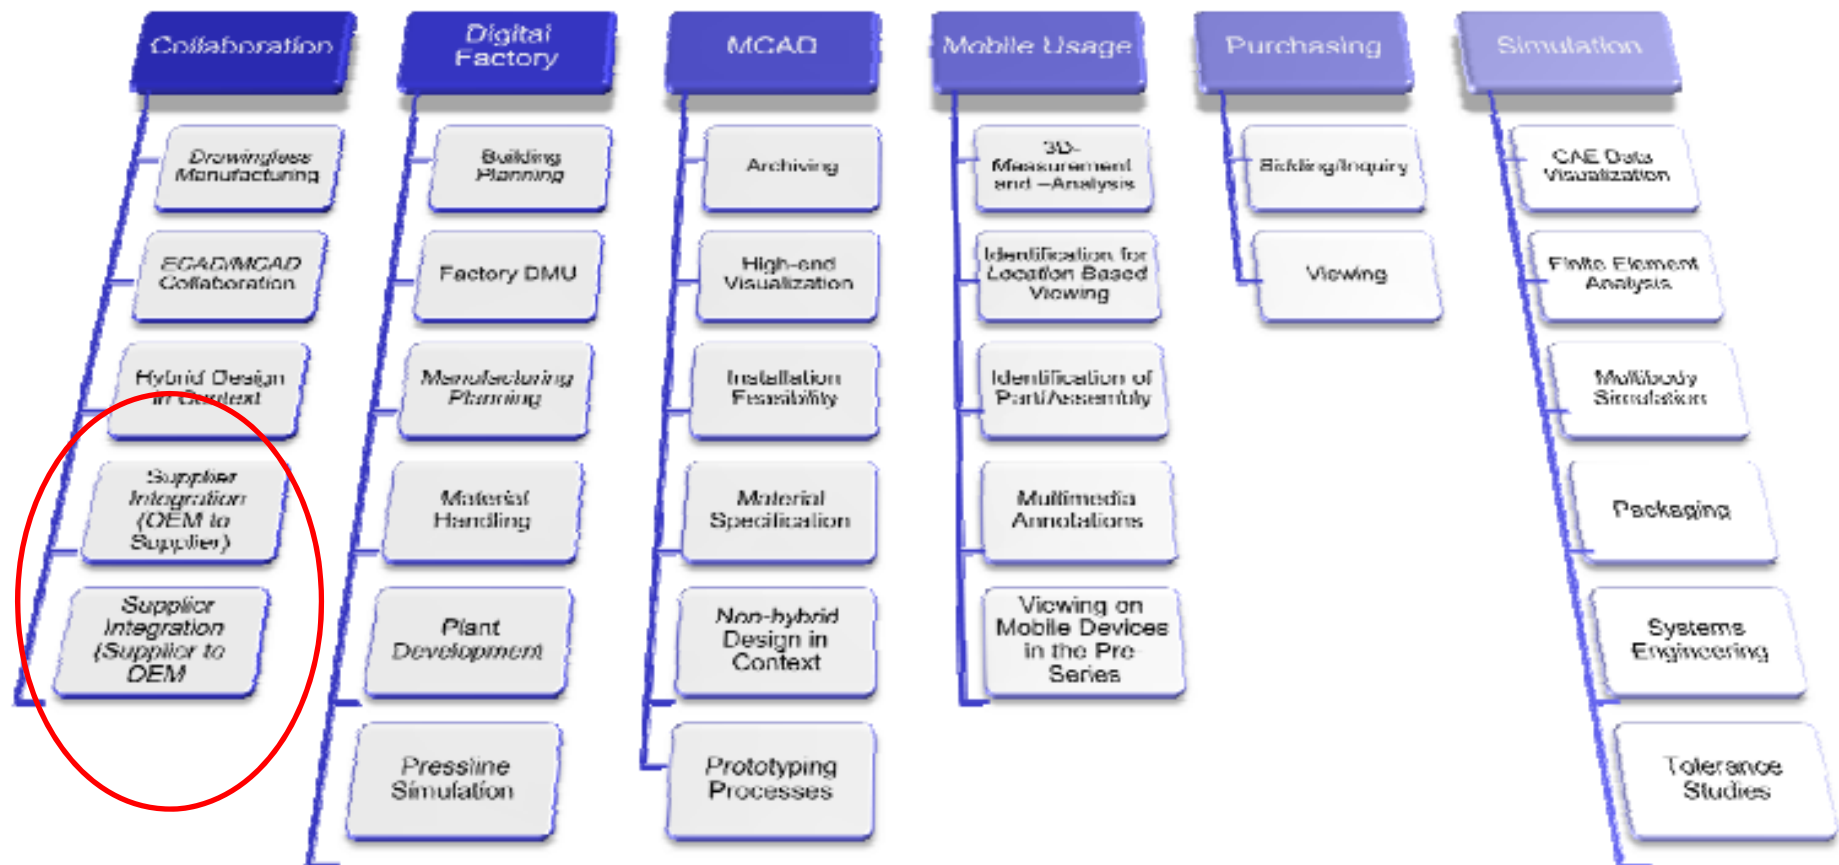 Collaboration
Drawingless
Manufacturing
ECAD/MCAD
Collaboration
Hybrid Design
in Context
Supplier
Integration
(OEM to
Supplier)
Supplier
Integration
(Supplier to
OEM
Digital
Factory
Building
Planning
Factory DMU
Manufacturing
Planning
Material
Handling
Plant
Development
Pressline
Simulation
MCAD
Archiving
High-end
Visualization
Installation
Feasibility
Material
Specification
Non-hybrid
Design in
Context
Prototyping
Processes
Mobile Usage
3D-
Measurement
and –Analysis
Identification for
Location Based
Viewing
Identification of
Part/Assembly
Multimedia
Annotations
Viewing on
Mobile Devices
in the Pre-
Series
Purchasing
Bidding/Inquiry
Viewing
Simulation
CAE Data
Visualization
Finite Element
Analysis
Multibody
Simulation
Packaging
Systems
Engineering
Tolerance
Studies